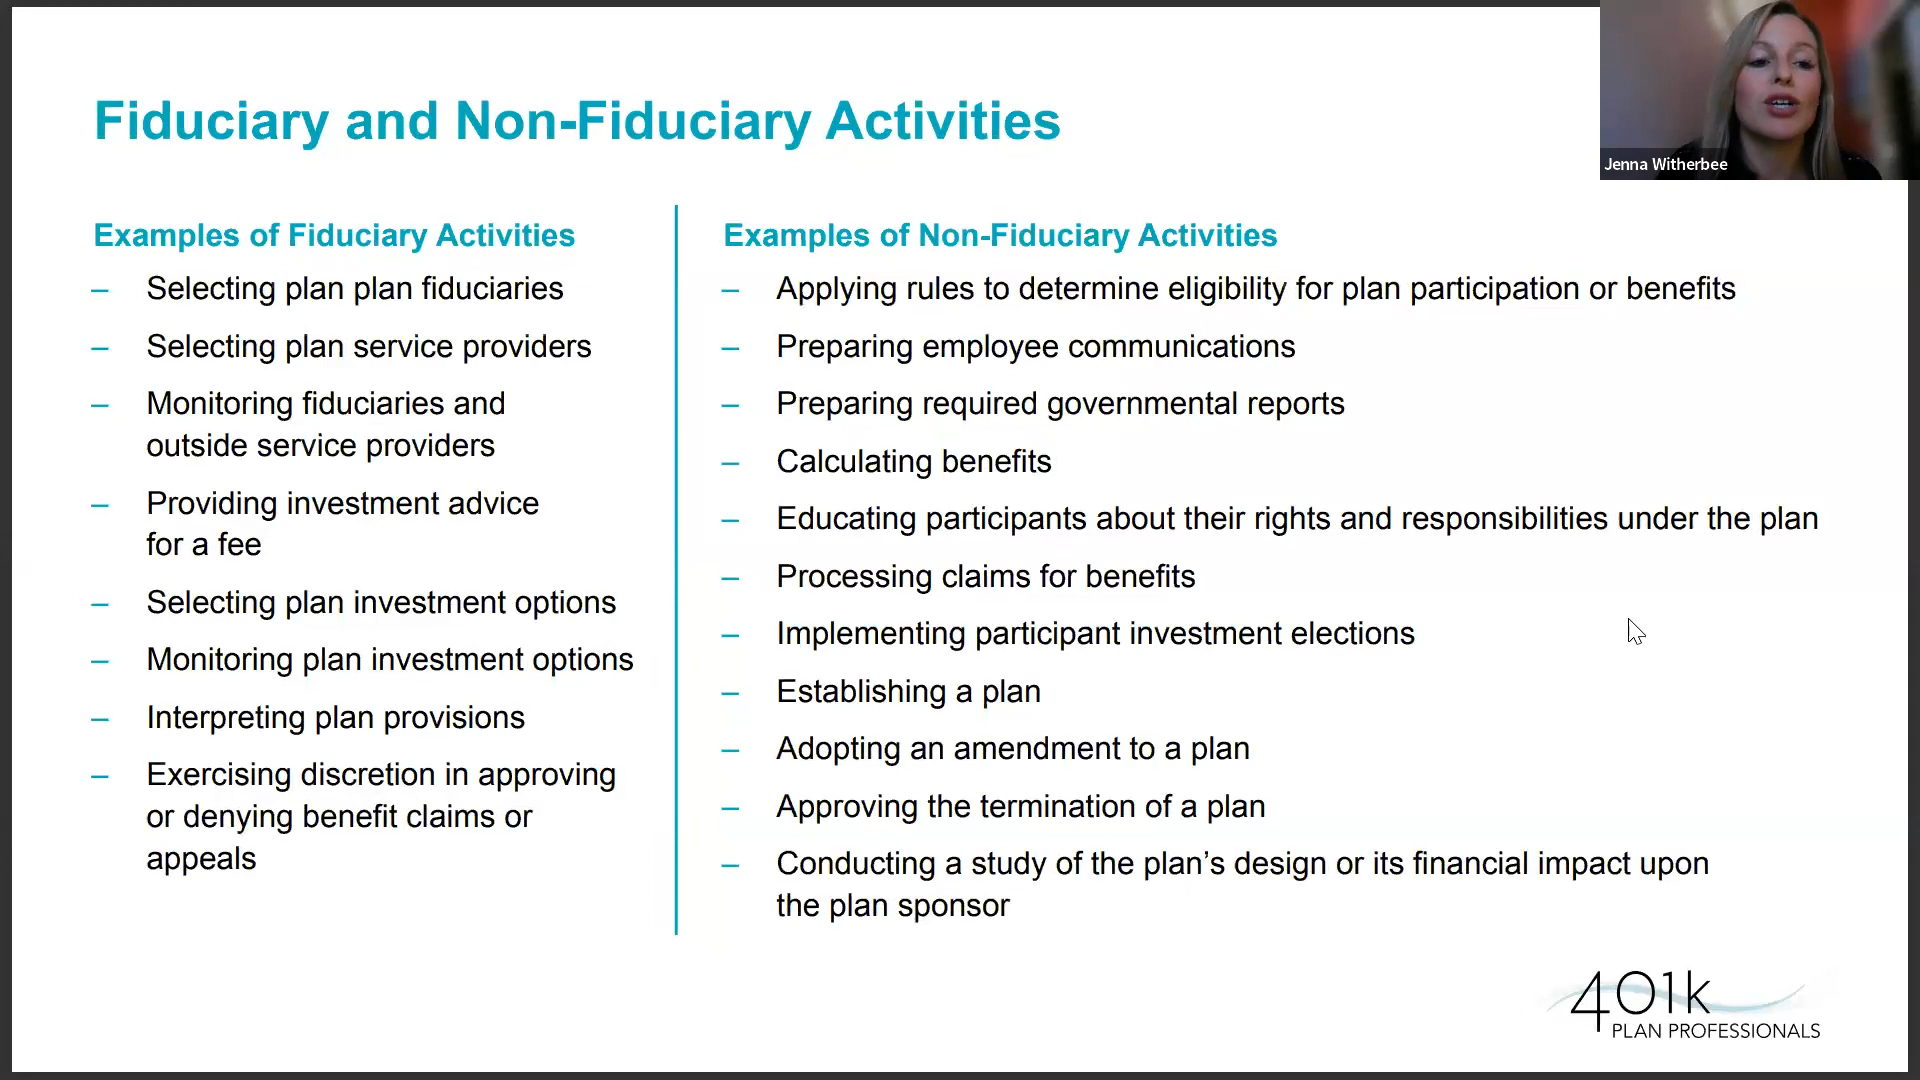 Jenna Witherbee
Fiduciary and Non-Fiduciary Activities
Examples of Fiduciary Activities
– Selecting plan plan fiduciaries
– Selecting plan service providers
– Monitoring fiduciaries and
outside service providers
– Providing investment advice
for a fee
– Selecting plan investment options
– Monitoring plan investment options
– Interpreting plan provisions
– Exercising discretion in approving
or denying benefit claims or
appeals
Examples of Non-Fiduciary Activities
– Applying rules to determine eligibility for plan participation or benefits
– Preparing employee communications
– Preparing required governmental reports
– Calculating benefits
– Educating participants about their rights and responsibilities under the plan
– Processing claims for benefits
– Implementing participant investment elections
– Establishing a plan
– Adopting an amendment to a plan
– Approving the termination of a plan
– Conducting a study of the plan’s design or its financial impact upon
the plan sponsor
401k
PLAN PROFESSIONALS